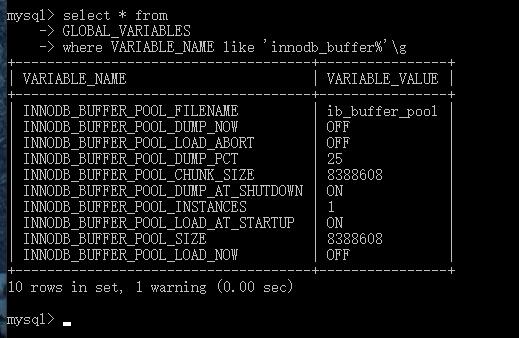 mysql> select * from
    -> GLOBAL_VARIABLES
    -> where VARIABLE_NAME like 'innodb_buffer%'\g
+-------------------------------------+----------------+
| VARIABLE_NAME                       | VARIABLE_VALUE |
+-------------------------------------+----------------+
| INNODB_BUFFER_POOL_FILENAME         | ib_buffer_pool |
| INNODB_BUFFER_POOL_DUMP_NOW         | OFF            |
| INNODB_BUFFER_POOL_LOAD_ABORT       | OFF            |
| INNODB_BUFFER_POOL_DUMP_PCT         | 25             |
| INNODB_BUFFER_POOL_CHUNK_SIZE       | 8388608        |
| INNODB_BUFFER_POOL_DUMP_AT_SHUTDOWN | ON             |
| INNODB_BUFFER_POOL_INSTANCES        | 1              |
| INNODB_BUFFER_POOL_LOAD_AT_STARTUP  | ON             |
| INNODB_BUFFER_POOL_SIZE             | 8388608        |
| INNODB_BUFFER_POOL_LOAD_NOW         | OFF            |
+-------------------------------------+----------------+
10 rows in set, 1 warning (0.00 sec)
mysql>